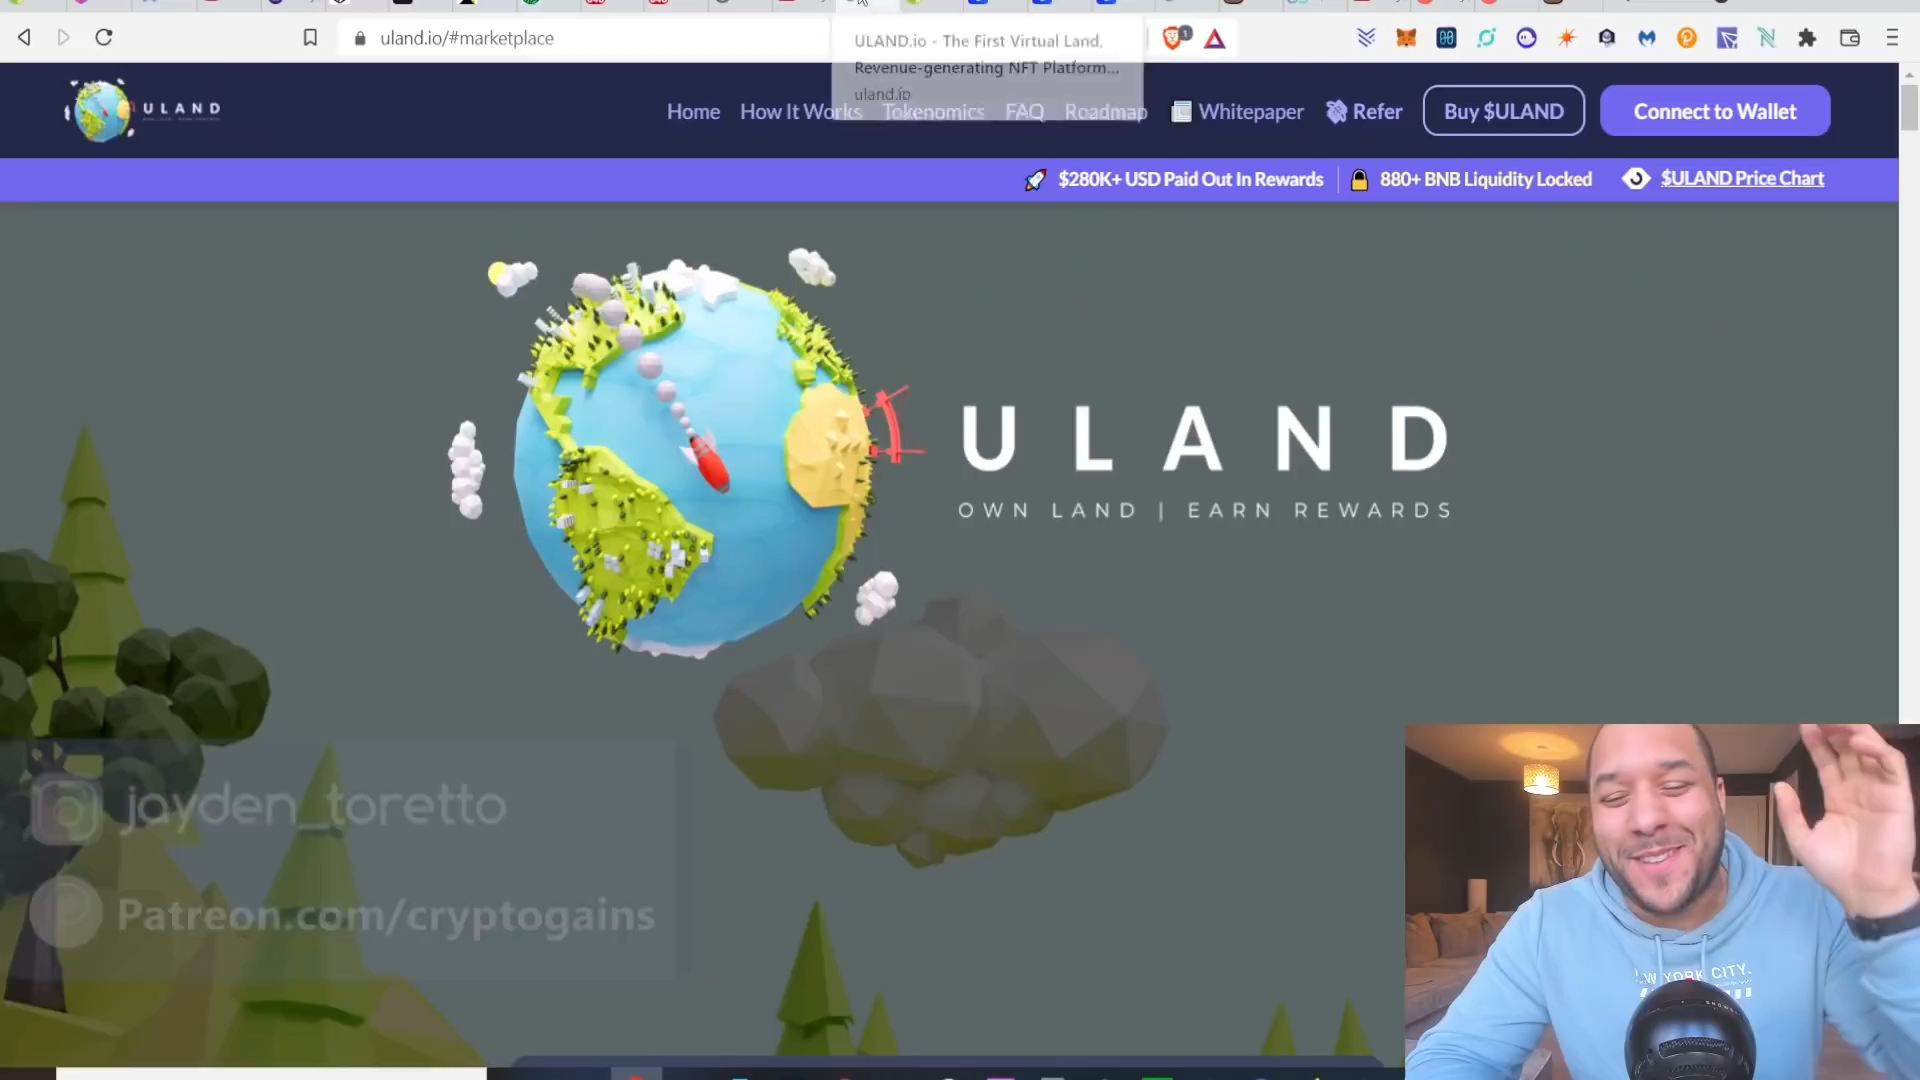 uland.io/#marketplace
1
ULAND.io - The First Virtual Land,
Revenue-generating NFT Platform...
uland.io
ULAND
Home
How It Works
Tokenomics
FAQ
Roadmap
Whitepaper
Refer
Buy $ULAND
Connect to Wallet
$280K+ USD Paid Out In Rewards
880+ BNB Liquidity Locked
$ULAND Price Chart
ULAND
OWN LAND | EARN REWARDS
jayden_toretto
Patreon.com/cryptogains
YORK CITY.